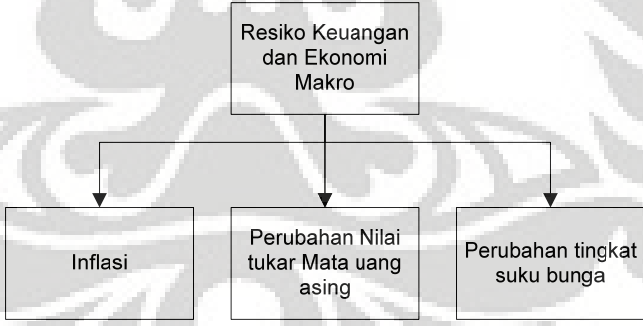 Resiko Keuangan
dan Ekonomi
Makro
Inflasi
Perubahan Nilai
tukar Mata uang
asing
Perubahan tingkat
suku bunga